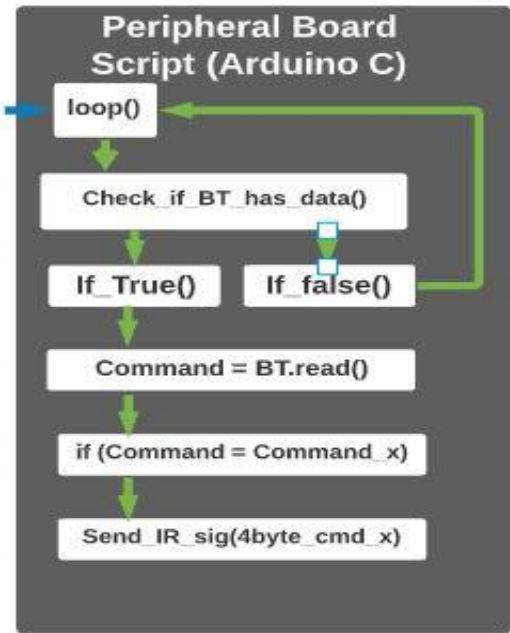 Peripheral Board
Script (Arduino C)
loop()
Check_if_BT_has_data()
If_True()
If_false()
Command = BT.read()
if (Command = Command_x)
Send_IR_sig(4byte_cmd_x)